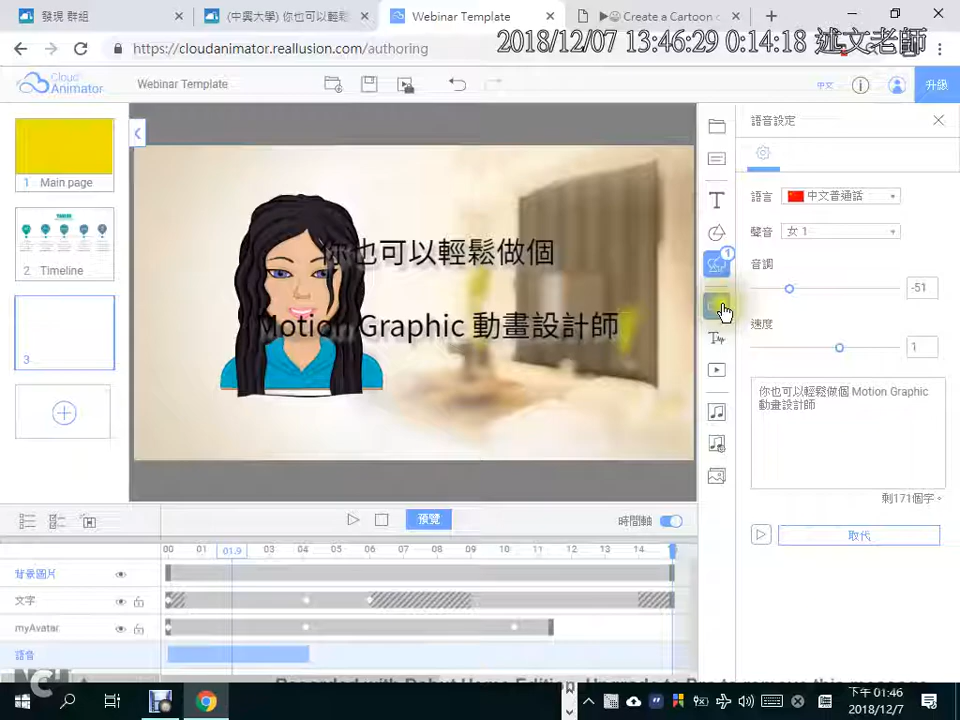 發現 群組
(中興大學) 你也可以輕鬆
Webinar Template
Create a Cartoon
https://cloudanimator.reallusion.com/authoring
2018/12/07 13:46:29 0:14:18 述文老師
Cloud Animator
Webinar Template
中文
升級
1 Main page
2 Timeline
3
你也可以輕鬆做個
Motion Graphic 動畫設計師
1
語音設定
語言 中文普通話
聲音 女 1
音調
-51
速度
1
你也可以輕鬆做個 Motion Graphic
動畫設計師
剩171個字。
取代
預覽
時間軸
00 01 01.9 03 04 05 06 07 08 09 10 11 12 13 14
背景圖片
文字
myAvatar
語音
NCH
下午 01:46
2018/12/7